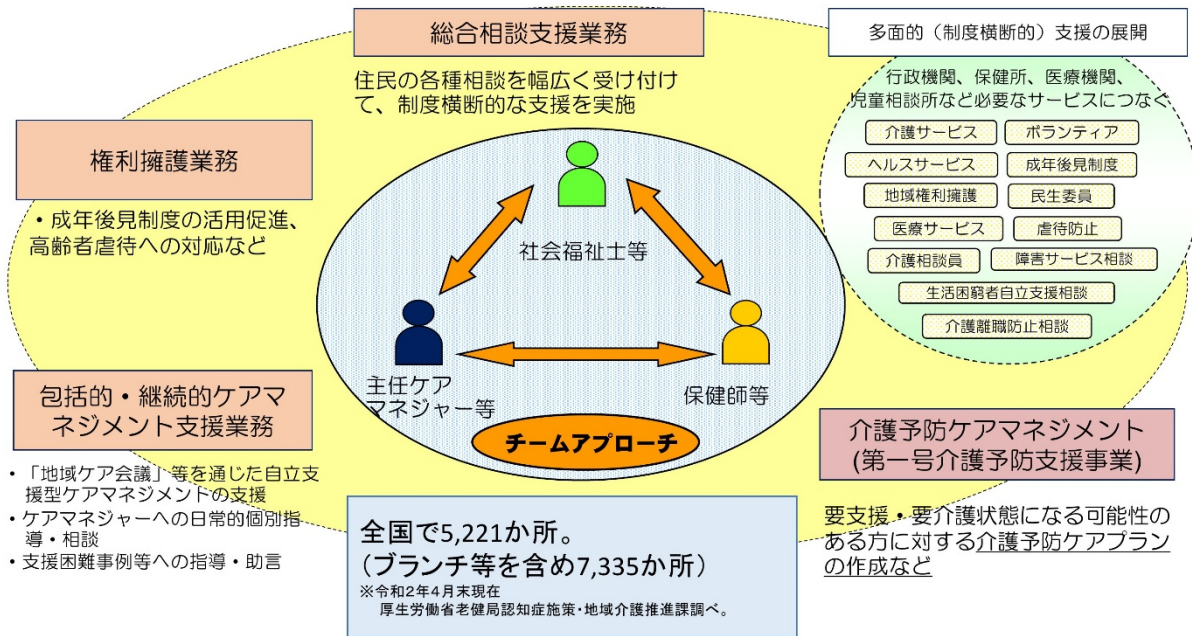 総合相談支援業務
住民の各種相談を幅広く受け付け
て、制度横断的な支援を実施
多面的（制度横断的）支援の展開
行政機関、保健所、医療機関、
児童相談所など必要なサービスにつなぐ
介護サービス
ボランティア
ヘルスサービス
成年後見制度
地域権利擁護
民生委員
医療サービス
虐待防止
介護相談員
障害サービス相談
生活困窮者自立支援相談
介護離職防止相談
権利擁護業務
・成年後見制度の活用促進、
高齢者虐待への対応など
社会福祉士等
主任ケア
マネジャー等
保健師等
チームアプローチ
包括的・継続的ケアマ
ネジメント支援業務
・「地域ケア会議」等を通じた自立支
援型ケアマネジメントの支援
・ケアマネジャーへの日常的個別指
導・相談
・支援困難事例等への指導・助言
全国で5,221か所。
（ブランチ等を含め7,335か所）
※令和2年4月末現在
厚生労働省老健局認知症施策・地域介護推進課調べ。
介護予防ケアマネジメント
(第一号介護予防支援事業)
要支援・要介護状態になる可能性の
ある方に対する介護予防ケアプラン
の作成など